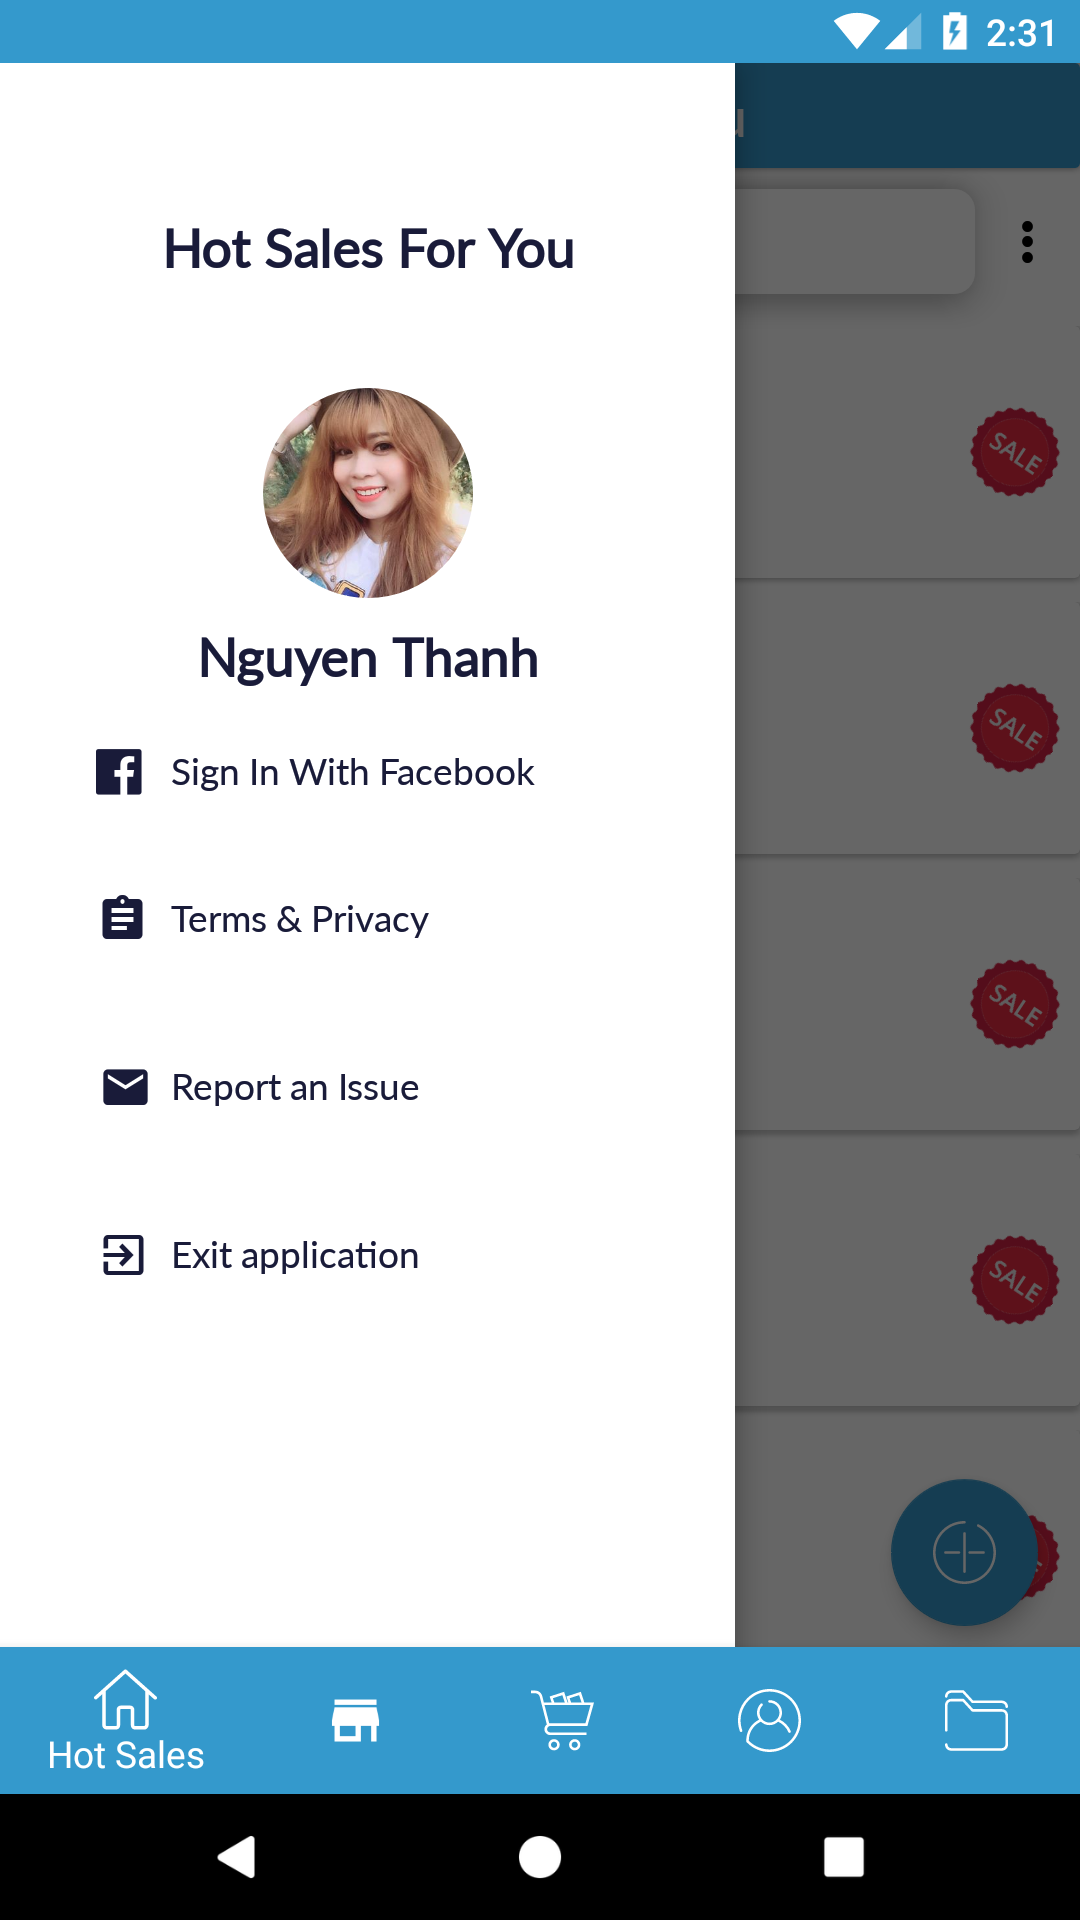 2:31
u
Hot Sales For You
Nguyen Thanh
Sign In With Facebook
Terms & Privacy
Report an Issue
Exit application
SALE
SALE
SALE
SALE
Hot Sales